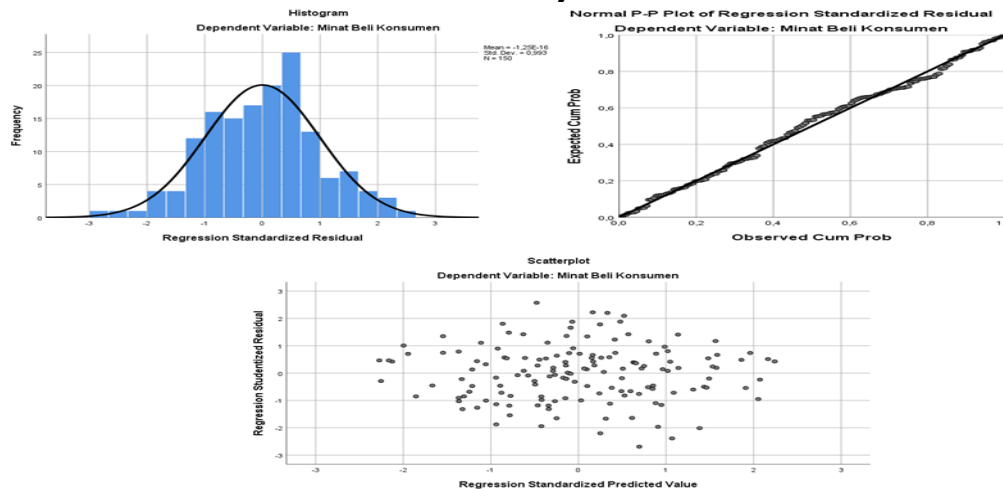 Histogram
Dependent Variable: Minat Beli Konsumen
Mean = -1,25E-16
Std. Dev. = 0,993
N = 150
Frequency
25
20
15
10
5
0
-3 -2 -1 0 1 2 3
Regression Standardized Residual
Normal P-P Plot of Regression Standardized Residual
Dependent Variable: Minat Beli Konsumen
Expected Cum Prob
1,0
0,8
0,6
0,4
0,2
0,0
0,0 0,2 0,4 0,6 0,8
Observed Cum Prob
Scatterplot
Dependent Variable: Minat Beli Konsumen
Regression Studentized Residual
3
2
1
0
-1
-2
-3
-3 -2 -1 0 1 2 3
Regression Standardized Predicted Value